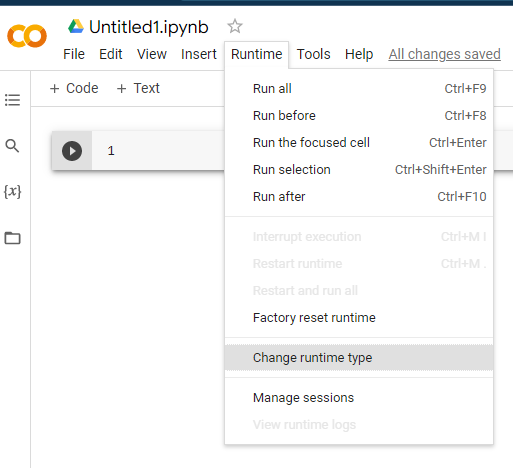 CO
Untitled1.ipynb
File Edit View Insert Runtime Tools Help All changes saved
+ Code + Text
1
{x}
Run all Ctrl+F9
Run before Ctrl+F8
Run the focused cell Ctrl+Enter
Run selection Ctrl+Shift+Enter
Run after Ctrl+F10
Interrupt execution Ctrl+M I
Restart runtime Ctrl+M .
Restart and run all
Factory reset runtime
Change runtime type
Manage sessions
View runtime logs